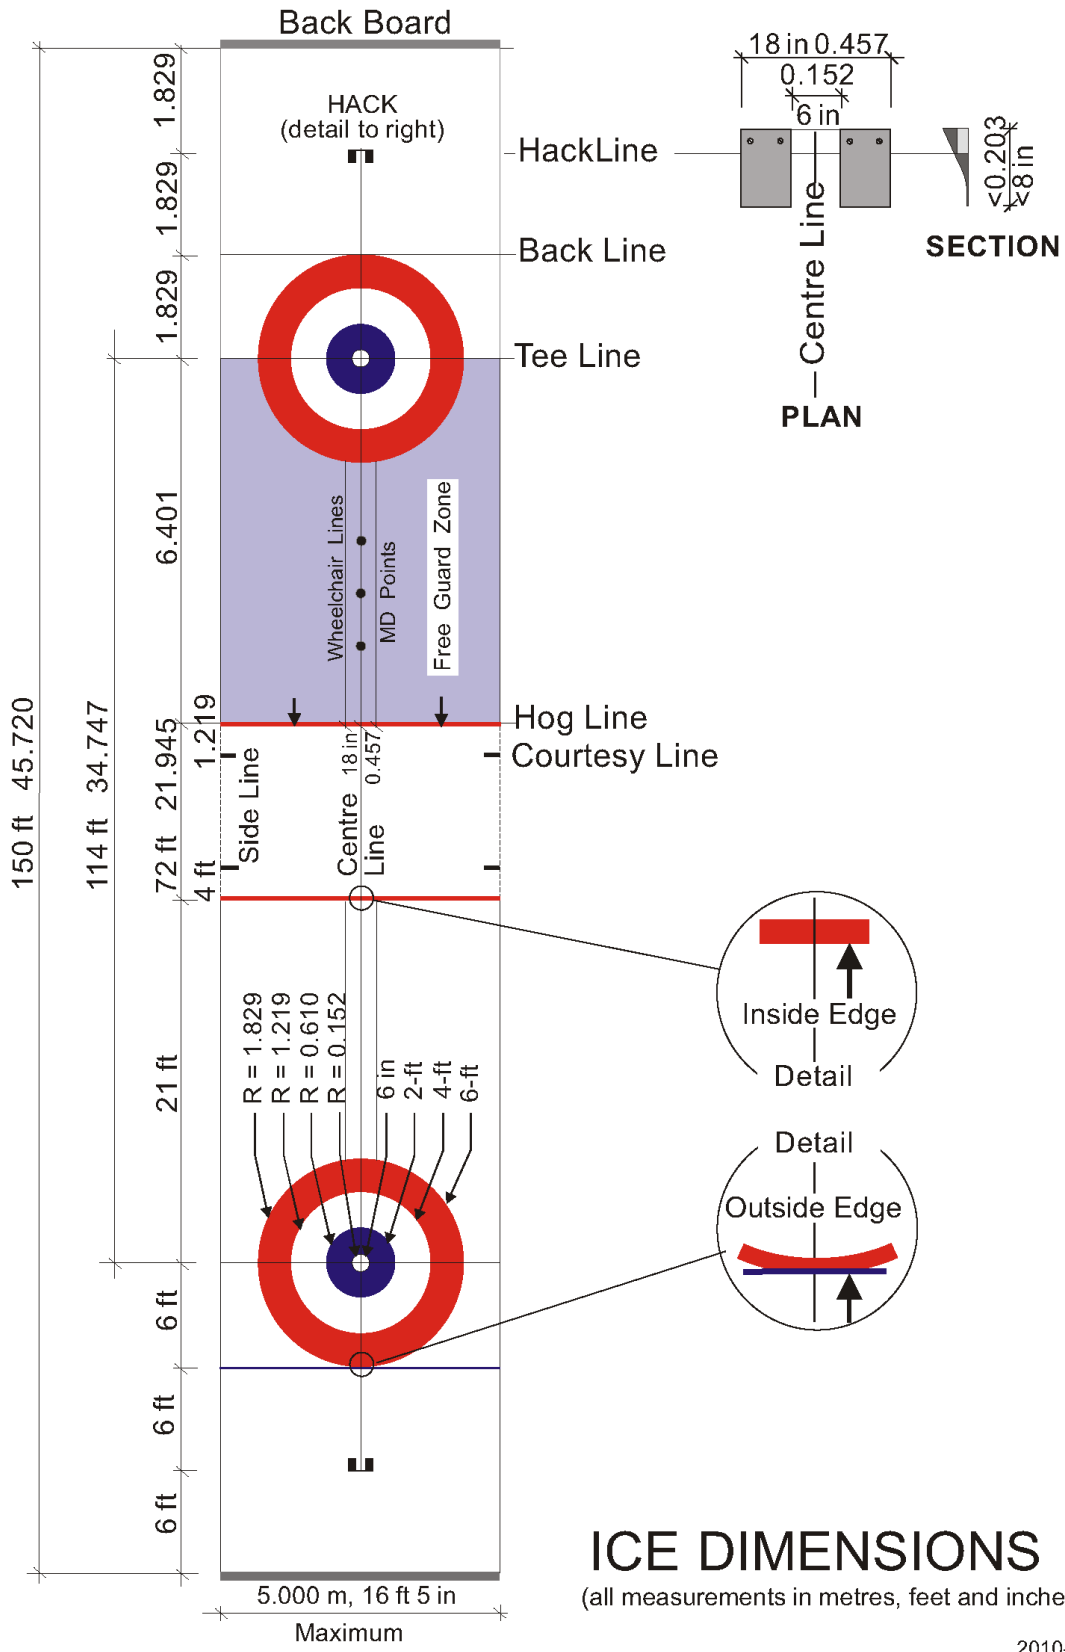 Back Board
18 in 0.457
0.152
6 in
HACK
(detail to right)
HackLine
Back Line
Tee Line
Centre Line
PLAN
<0.203
<8 in
SECTION
1.829
1.829
1.829
6.401
Wheelchair Lines
MD Points
Free Guard Zone
Hog Line
Courtesy Line
150 ft 45.720
114 ft 34.747
72 ft 21.945
1.219
4 ft
Side Line
18 in
0.457
Centre
Line
Inside Edge
Detail
21 ft
R = 1.829
R = 1.219
R = 0.610
R = 0.152
6 in
2-ft
4-ft
6-ft
Detail
Outside Edge
6 ft
6 ft
6 ft
5.000 m, 16 ft 5 in
Maximum
ICE DIMENSIONS
(all measurements in metres, feet and inche
2010-